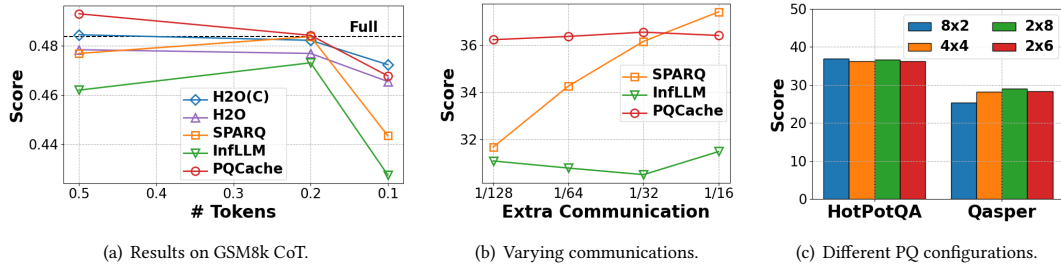 Full
0.48
0.46
0.44
Score
H2O(C)
H2O
SPARQ
InfLLM
PQCache
0.5 0.4 0.3 0.2 0.1
# Tokens
(a) Results on GSM8k CoT.
36
34
32
Score
SPARQ
InfLLM
PQCache
1/128 1/64 1/32 1/16
Extra Communication
(b) Varying communications.
50
40
30
20
10
0
Score
8x2 2x8
4x4 2x6
HotPotQA Qasper
(c) Different PQ configurations.